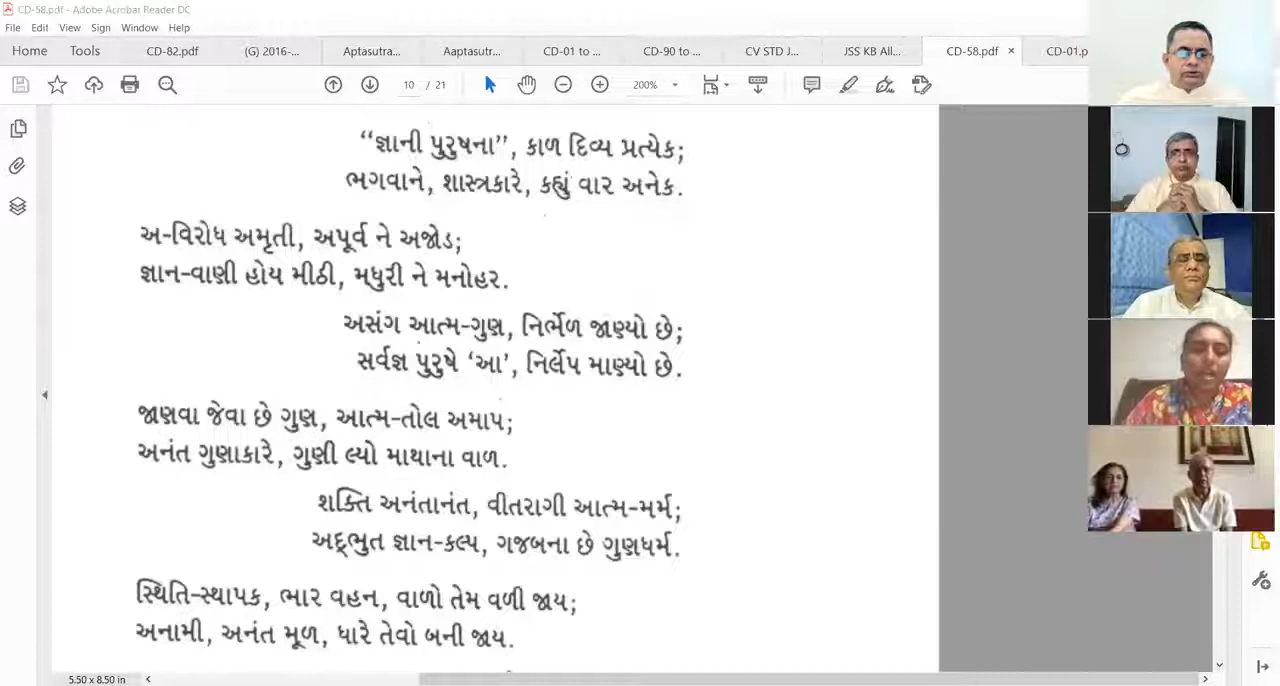 CD-58.pdf - Adobe Acrobat Reader DC
File Edit View Sign Window Help
Home Tools CD-82.pdf (G) 2016-... Aptasutra... Aaptasutr... CD-01 to ... CD-90 to ... CV STD J... JSS KB All... CD-58.pdf × CD-01.p
10 / 21 200%
“જ્ઞાની પુરુષના”, કાળ દિવ્ય પ્રત્યેક;
ભગવાને, શાસ્ત્રકારે, કહ્યું વાર અનેક.
અ-વિરોધ અમૃતી, અપૂર્વ ને અજોડ;
જ્ઞાન-વાણી હોય મીઠી, મધુરી ને મનોહર.
અસંગ આત્મ-ગુણ, નિર્ભેળ જાણ્યો છે;
સર્વજ્ઞ પુરુષે ‘આ’, નિર્લેપ માણ્યો છે.
જાણવા જેવા છે ગુણ, આત્મ-તોલ અમાપ;
અનંત ગુણાકારે, ગુણી લ્યો માથાના વાળ.
શક્તિ અનંતાનંત, વીતરાગી આત્મ-મર્મ;
અદ્ભુત જ્ઞાન-કલ્પ, ગજબના છે ગુણધર્મ.
સ્થિતિ-સ્થાપક, ભાર વહન, વાળો તેમ વળી જાય;
અનામી, અનંત મૂળ, ધારે તેવો બની જાય.
5.50 x 8.50 in